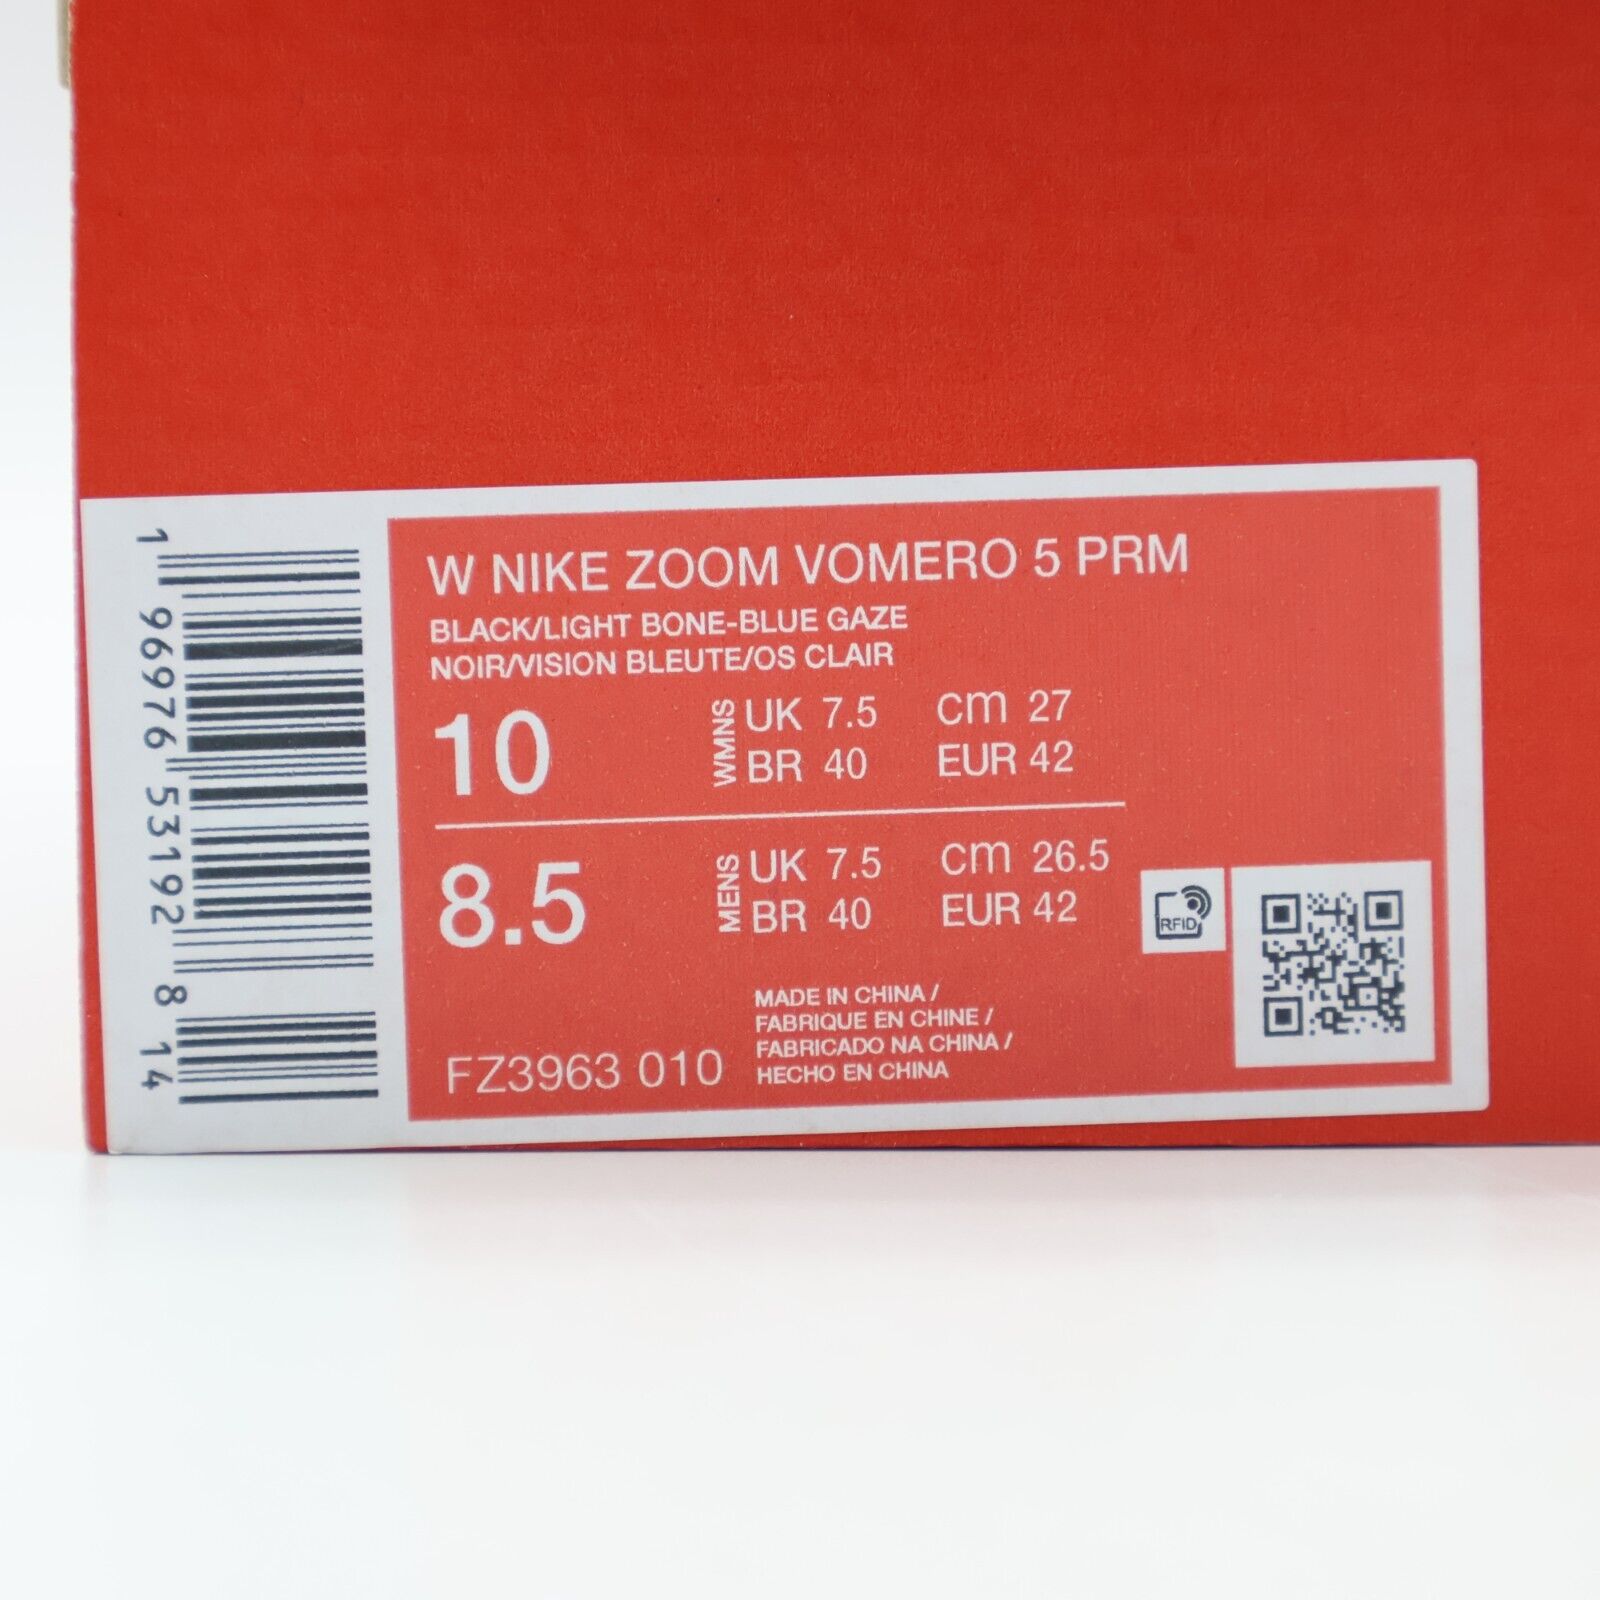 W NIKE ZOOM VOMERO 5 PRM
BLACK/LIGHT BONE-BLUE GAZE
NOIR/VISION BLEUTE/OS CLAIR
10
WMNS
UK 7.5 cm 27
BR 40 EUR 42
8.5
MENS
UK 7.5 cm 26.5
BR 40 EUR 42
RFID
MADE IN CHINA /
FABRIQUE EN CHINE /
FABRICADO NA CHINA /
HECHO EN CHINA
FZ3963 010
1 96976 53192 8 14